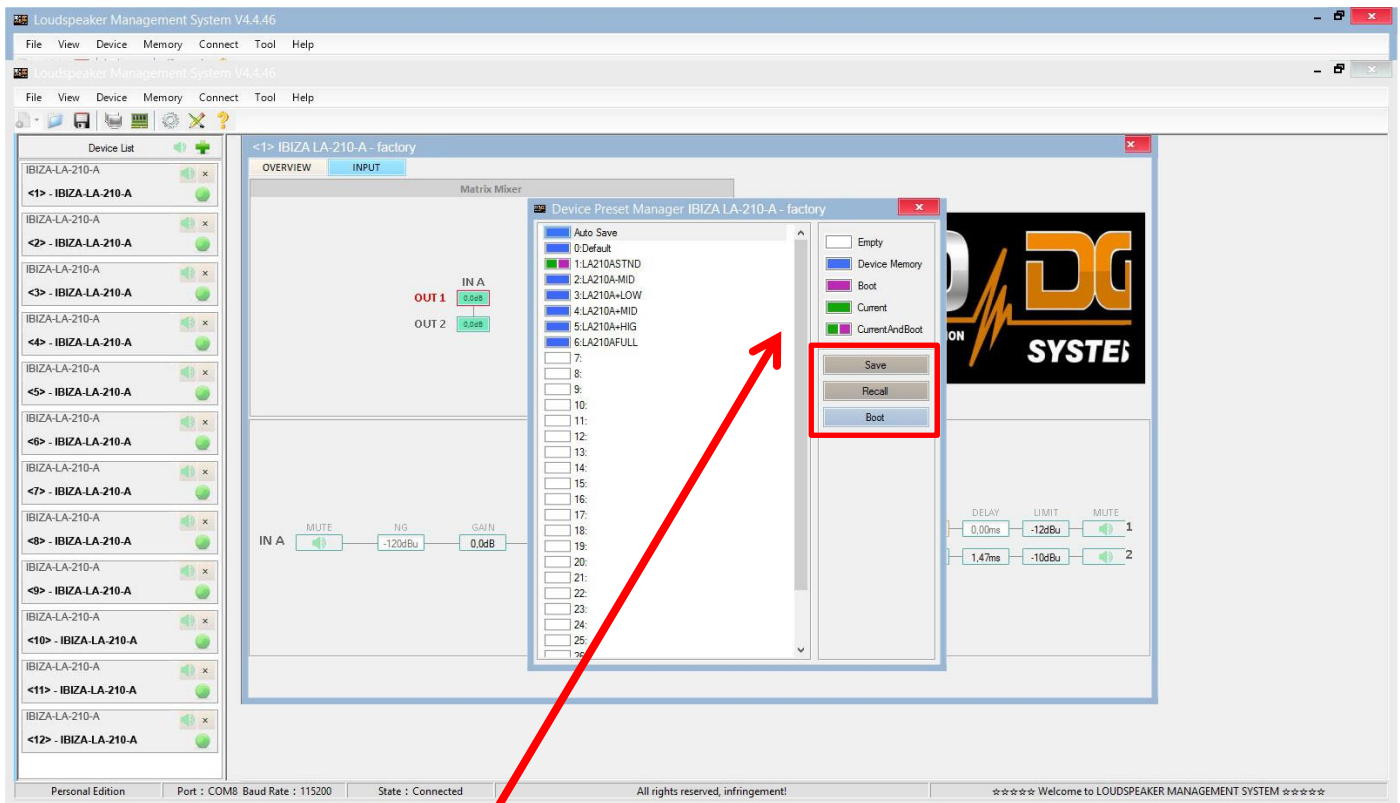 Loudspeaker Management System V4.4.46
File View Device Memory Connect Tool Help
Loudspeaker Management System V4.4.46
File View Device Memory Connect Tool Help
Device List
IBIZA-LA-210-A
<1> - IBIZA-LA-210-A
IBIZA-LA-210-A
<2> - IBIZA-LA-210-A
IBIZA-LA-210-A
<3> - IBIZA-LA-210-A
IBIZA-LA-210-A
<4> - IBIZA-LA-210-A
IBIZA-LA-210-A
<5> - IBIZA-LA-210-A
IBIZA-LA-210-A
<6> - IBIZA-LA-210-A
IBIZA-LA-210-A
<7> - IBIZA-LA-210-A
IBIZA-LA-210-A
<8> - IBIZA-LA-210-A
IBIZA-LA-210-A
<9> - IBIZA-LA-210-A
IBIZA-LA-210-A
<10> - IBIZA-LA-210-A
IBIZA-LA-210-A
<11> - IBIZA-LA-210-A
IBIZA-LA-210-A
<12> - IBIZA-LA-210-A
<1> IBIZA LA-210-A - factory
OVERVIEW INPUT
Matrix Mixer
IN A
OUT 1 0,0dB
OUT 2 0,0dB
Device Preset Manager IBIZA LA-210-A - factory
Auto Save
0:Default
1:LA210ASTND
2:LA210A-MID
3:LA210A+LOW
4:LA210A+MID
5:LA210A+HIG
6:LA210AFULL
7:
8:
9:
10:
11:
12:
13:
14:
15:
16:
17:
18:
19:
20:
21:
22:
23:
24:
25:
26:
Empty
Device Memory
Boot
Current
CurrentAndBoot
Save
Recall
Boot
DG
ON
SYSTE
MUTE NG GAIN
IN A -120dBu 0,0dB
DELAY LIMIT MUTE
0,00ms -12dBu 1
1,47ms -10dBu 2
Personal Edition Port : COM8 Baud Rate : 115200 State : Connected All rights reserved, infringement! ☆☆☆☆☆ Welcome to LOUDSPEAKER MANAGEMENT SYSTEM ☆☆☆☆☆